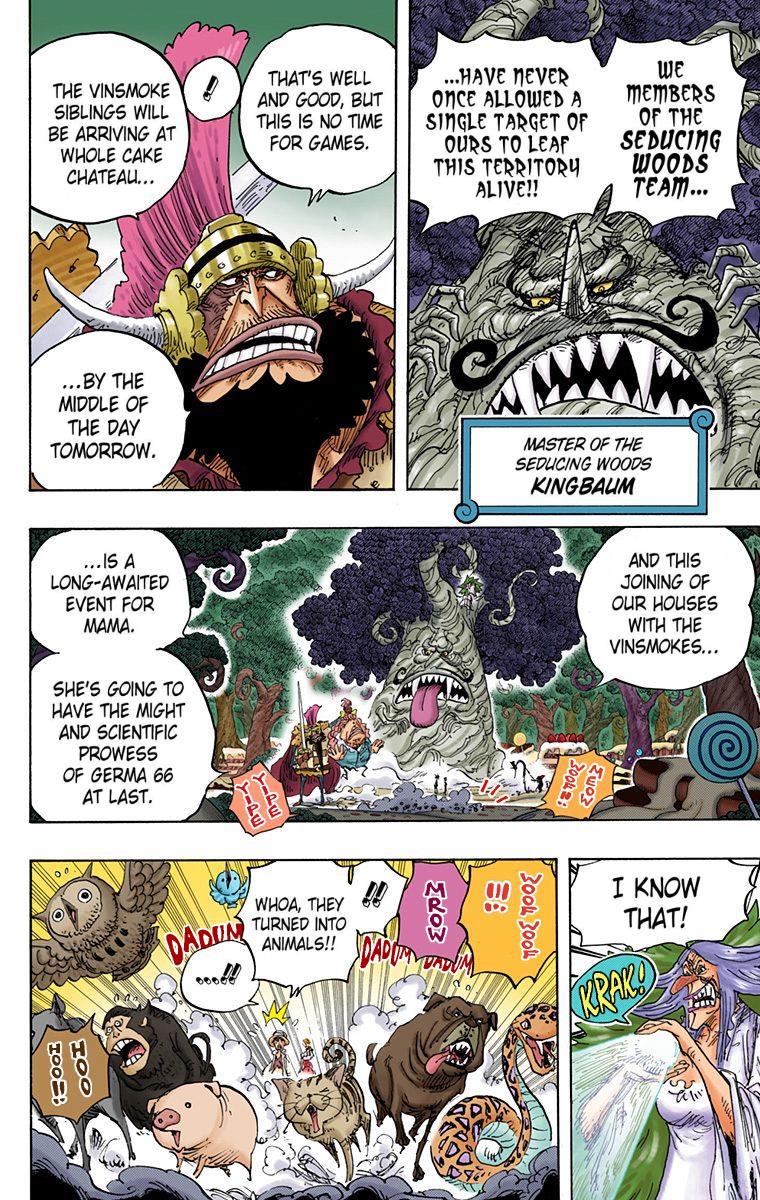 WE
MEMBERS
OF THE
SEDUCING
WOODS
TEAM...
...HAVE NEVER
ONCE ALLOWED A
SINGLE TARGET OF
OURS TO LEAF
THIS TERRITORY
ALIVE!!
MASTER OF THE
SEDUCING WOODS
KINGBAUM
THAT'S WELL
AND GOOD, BUT
THIS IS NO TIME
FOR GAMES.
!!
THE VINSMOKE
SIBLINGS WILL
BE ARRIVING AT
WHOLE CAKE
CHATEAU...
...BY THE
MIDDLE OF
THE DAY
TOMORROW.
AND THIS
JOINING OF
OUR HOUSES
WITH THE
VINSMOKES...
...IS A
LONG-AWAITED
EVENT FOR
MAMA.
SHE'S GOING TO
HAVE THE MIGHT
AND SCIENTIFIC
PROWESS
OF GERMA 66
AT LAST.
MEOW
WOOF!!
YIPE
YIPE
I KNOW
THAT!
KRAK!
WOOF WOOF
!!!
MROW
!!
WHOA, THEY
TURNED INTO
ANIMALS!!
....!!
DADUM
DADUM
DADUM
HOO
HOO!!